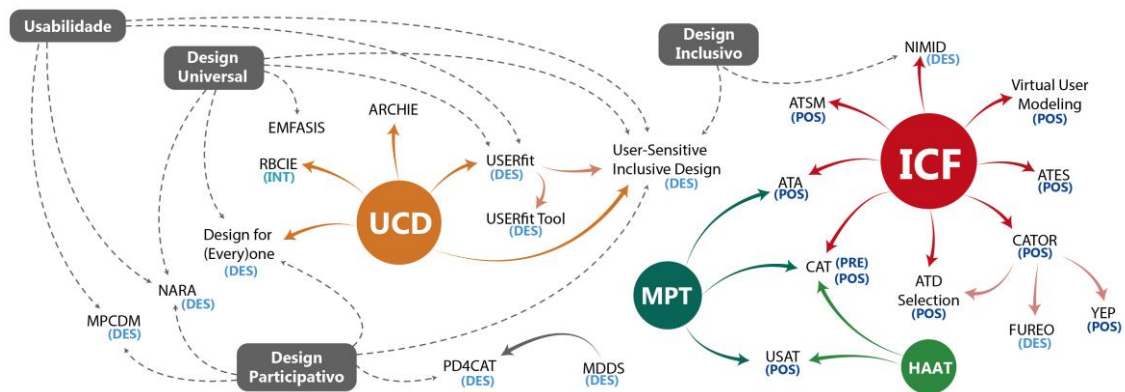 Usabilidade
Design
Universal
Design
Inclusivo
NIMID
(DES)
ATSM
(POS)
Virtual User
Modeling
(POS)
EMFASIS
ARCHIE
RBCIE
(INT)
USERfit
(DES)
User-Sensitive
Inclusive Design
(DES)
ICF
ATA
(POS)
ATES
(POS)
UCD
USERfit Tool
(DES)
Design for
(Every)one
(DES)
CATOR
(POS)
CAT (PRE)
(POS)
ATD
Selection
(POS)
NARA
(DES)
MPT
MPCDM
(DES)
YEP
(POS)
FUREO
(DES)
Design
Participativo
PD4CAT
(DES)
MDDS
(DES)
USAT
(POS)
HAAT